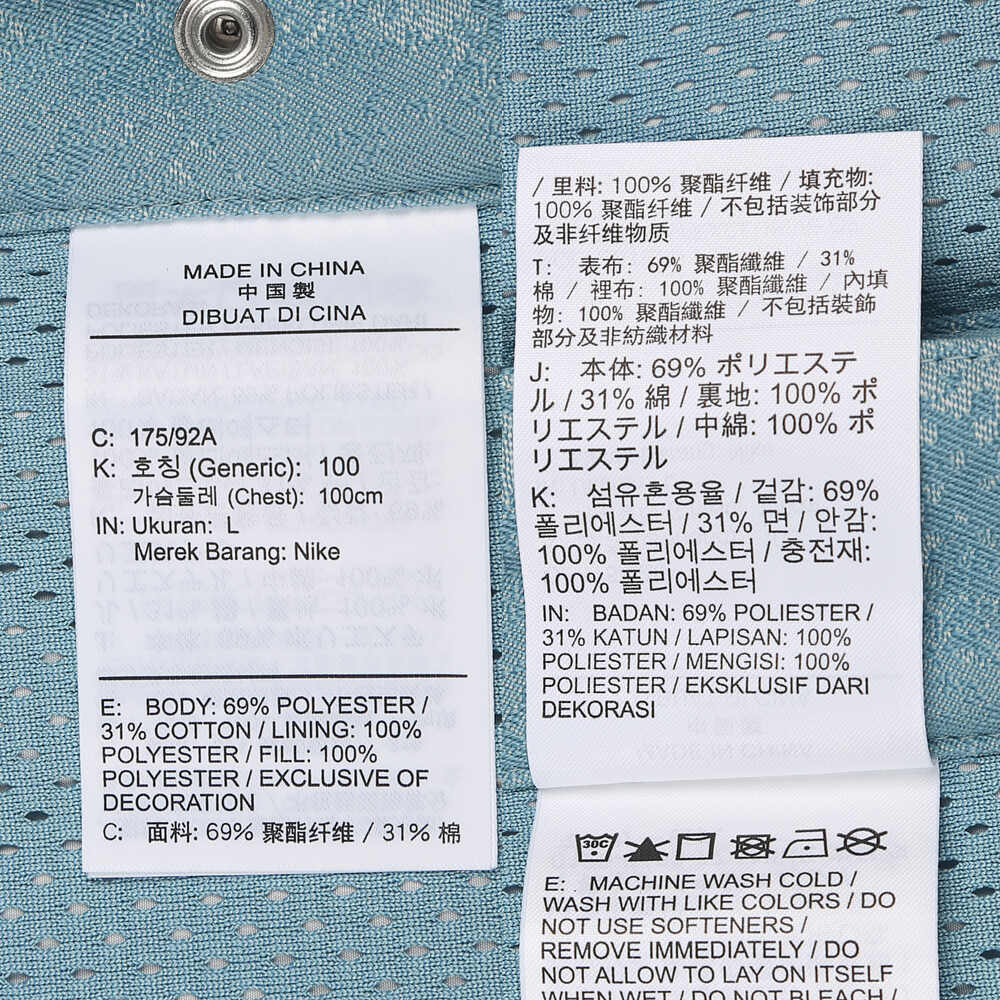 MADE IN CHINA
中国製
DIBUAT DI CINA
C: 175/92A
K: 호칭 (Generic): 100
가슴둘레 (Chest): 100cm
IN: Ukuran: L
Merek Barang: Nike
E: BODY: 69% POLYESTER /
31% COTTON / LINING: 100%
POLYESTER / FILL: 100%
POLYESTER / EXCLUSIVE OF
DECORATION
C: 面料: 69% 聚酯纤维 / 31% 棉
/ 里料: 100% 聚酯纤维 / 填充物:
100% 聚酯纤维 / 不包括装饰部分
及非纤维物质
T: 表布: 69% 聚酯纖維 / 31%
棉 / 裡布: 100% 聚酯纖維 / 內填
物: 100% 聚酯纖維 / 不包括裝飾
部分及非紡織材料
J: 本体: 69% ポリエステ
ル / 31% 綿 / 裏地: 100% ポ
リエステル / 中綿: 100% ポ
リエステル
K: 섬유혼용율 / 겉감: 69%
폴리에스터 / 31% 면 / 안감:
100% 폴리에스터 / 충전재:
100% 폴리에스터
IN: BADAN: 69% POLIESTER /
31% KATUN / LAPISAN: 100%
POLIESTER / MENGISI: 100%
POLIESTER / EKSKLUSIF DARI
DEKORASI
30C
E: MACHINE WASH COLD /
WASH WITH LIKE COLORS / DO
NOT USE SOFTENERS /
REMOVE IMMEDIATELY / DO
NOT ALLOW TO LAY ON ITSELF
WHEN WET / DO NOT BLEACH /